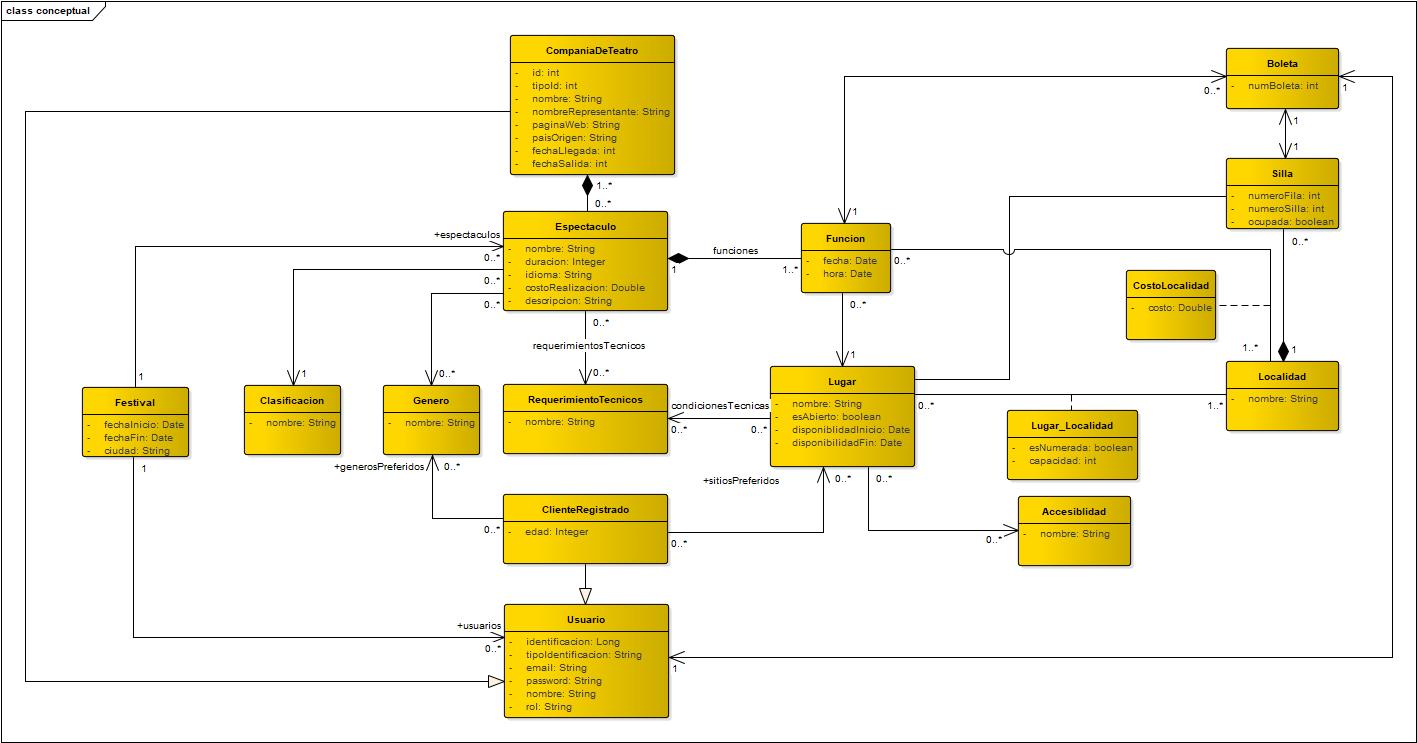 class conceptual
CompaniaDeTeatro
- id: int
- tipoId: int
- nombre: String
- nombreRepresentante: String
- paginaWeb: String
- paisOrigen: String
- fechaLlegada: int
- fechaSalida: int
1..*
0..*
Boleta
- numBoleta: int
0..*
1
1
1
Silla
- numeroFila: int
- numeroSilla: int
- ocupada: boolean
0..*
Espectaculo
- nombre: String
- duracion: Integer
- idioma: String
- costoRealizacion: Double
- descripcion: String
+espectaculos
0..*
0..*
0..*
0..*
1
funciones
1..*
1
Funcion
- fecha: Date
- hora: Date
0..*
0..*
CostoLocalidad
- costo: Double
requerimientosTecnicos
0..*
1
1..*
1
1
1
0..*
Festival
- fechaInicio: Date
- fechaFin: Date
- ciudad: String
1
Clasificacion
- nombre: String
Genero
- nombre: String
RequerimientoTecnicos
- nombre: String
condicionesTecnicas
0..*
0..*
Lugar
- nombre: String
- esAbierto: boolean
- disponiblidadInicio: Date
- disponibilidadFin: Date
0..*
1..*
Localidad
- nombre: String
Lugar_Localidad
- esNumerada: boolean
- capacidad: int
+generosPreferidos
0..*
+sitiosPreferidos
0..*
0..*
ClienteRegistrado
- edad: Integer
0..*
0..*
Accesiblidad
- nombre: String
0..*
+usuarios
0..*
Usuario
- identificacion: Long
- tipoIdentificacion: String
- email: String
- password: String
- nombre: String
- rol: String
1